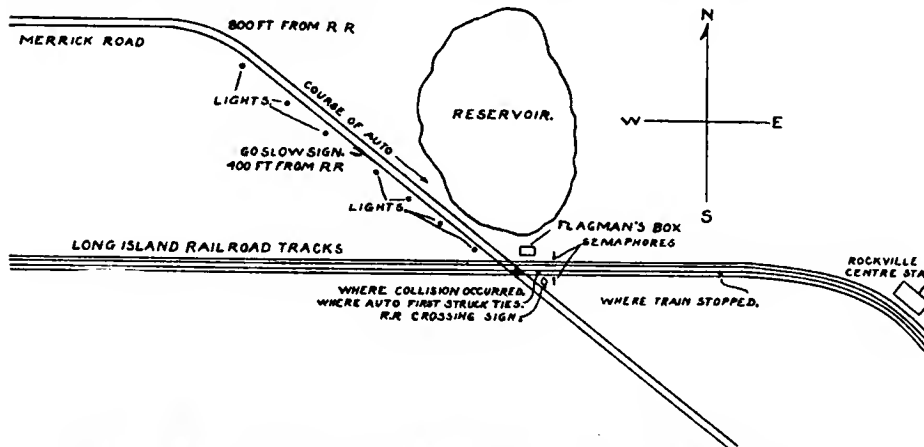 800 FT FROM R R
MERRICK ROAD
N
LIGHTS.
COURSE OF AUTO
RESERVOIR.
W
E
GO SLOW SIGN.
400 FT FROM R R
S
LIGHTS.
FLAGMAN'S BOX
SEMAPHORES
LONG ISLAND RAILROAD TRACKS
ROCKVILLE
CENTRE STA
WHERE COLLISION OCCURRED.
WHERE AUTO FIRST STRUCK TIES.
R.R CROSSING SIGN.
WHERE TRAIN STOPPED.